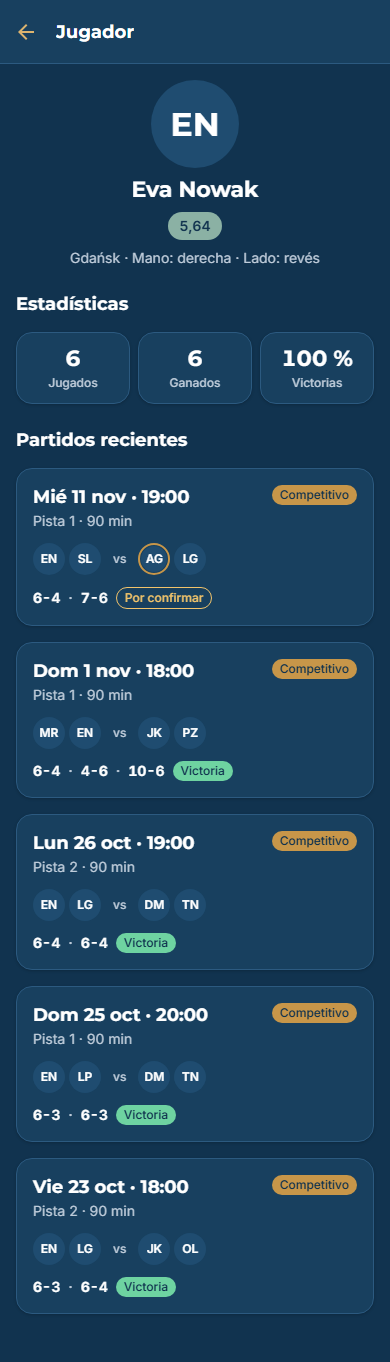 Jugador
EN
Eva Nowak
5,64
Gdańsk · Mano: derecha · Lado: revés
Estadísticas
6 6 100 %
Jugados Ganados Victorias
Partidos recientes
Mié 11 nov · 19:00 Competitivo
Pista 1 · 90 min
EN SL vs AG LG
6-4 · 7-6 Por confirmar
Dom 1 nov · 18:00 Competitivo
Pista 1 · 90 min
MR EN vs JK PZ
6-4 · 4-6 · 10-6 Victoria
Lun 26 oct · 19:00 Competitivo
Pista 2 · 90 min
EN LG vs DM TN
6-4 · 6-4 Victoria
Dom 25 oct · 20:00 Competitivo
Pista 1 · 90 min
EN LP vs DM TN
6-3 · 6-3 Victoria
Vie 23 oct · 18:00 Competitivo
Pista 2 · 90 min
EN LG vs JK OL
6-3 · 6-4 Victoria